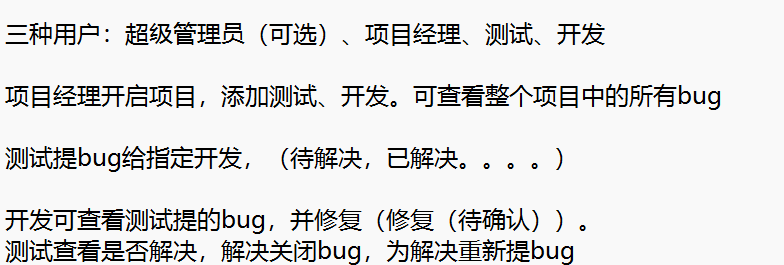 三种用户：超级管理员（可选）、项目经理、测试、开发
项目经理开启项目，添加测试、开发。可查看整个项目中的所有bug
测试提bug给指定开发，（待解决，已解决。。。。）
开发可查看测试提的bug，并修复（修复（待确认））。
测试查看是否解决，解决关闭bug，为解决重新提bug